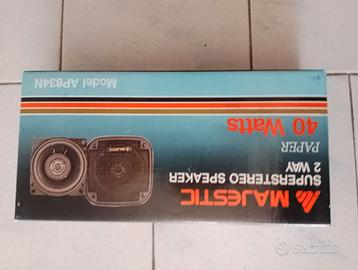 MAJESTIC
SUPERSTEREO SPEAKER
2 WAY
PAPER
40 Watts
Model AP834N
MAJESTIC
subito